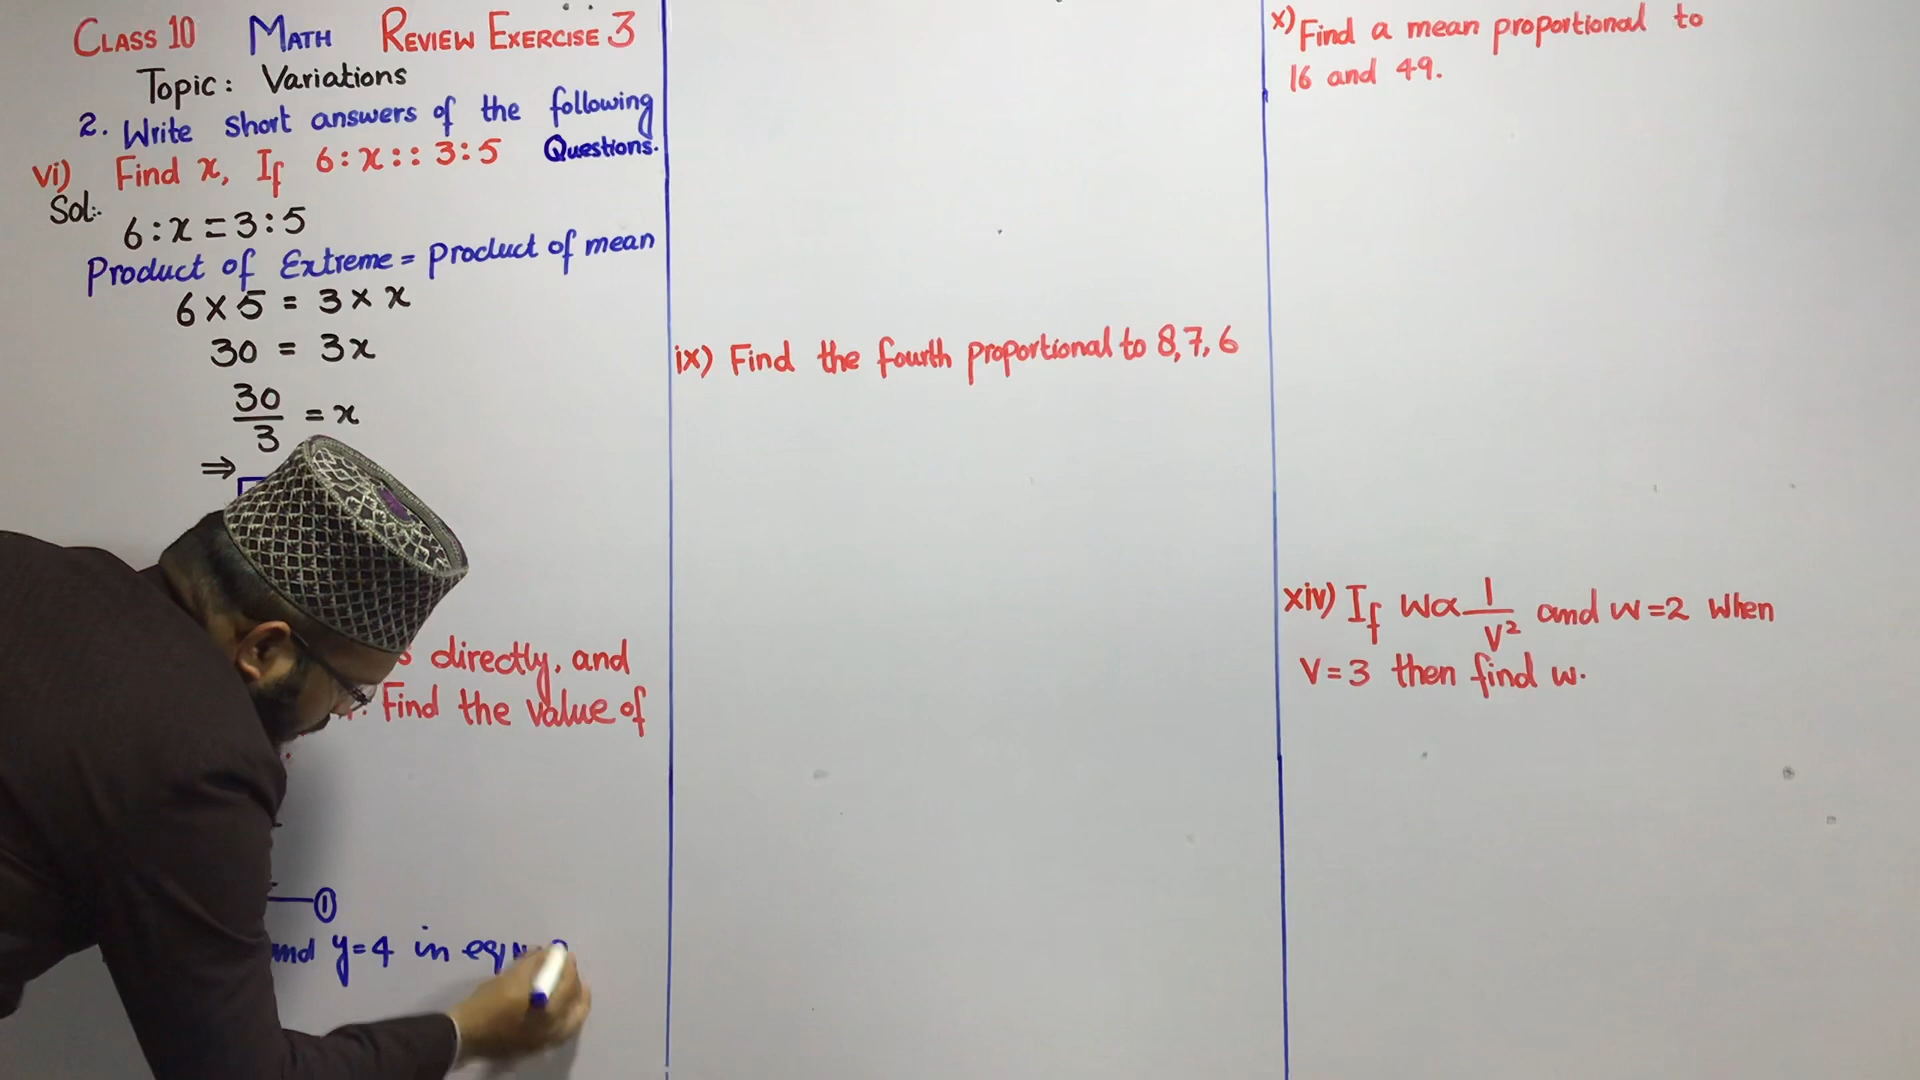 CLASS 10 MATH REVIEW EXERCISE 3
Topic: Variations
2. Write short answers of the following
Questions.
vi) Find x, If 6:x::3:5
Sol:-
6:x=3:5
Product of Extreme = product of mean
6×5 = 3×x
30 = 3x
30/3 = x
⇒
directly, and
Find the value of
①
and y=4 in eqn
ix) Find the fourth proportional to 8,7,6
x) Find a mean proportional to
16 and 49.
xiv) If W∝1/V² and w=2 when
V=3 then find w.